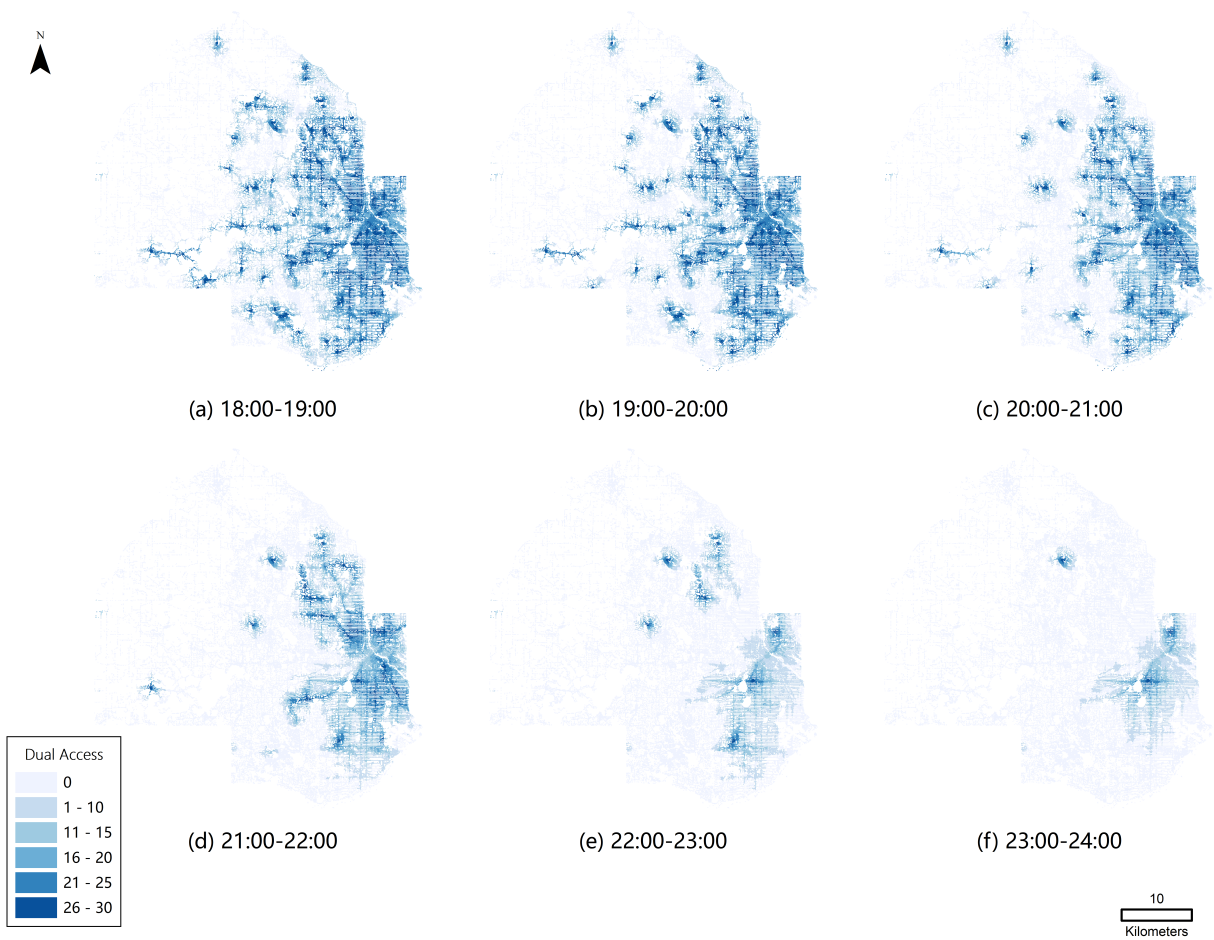 N
(a) 18:00-19:00
(b) 19:00-20:00
(c) 20:00-21:00
(d) 21:00-22:00
(e) 22:00-23:00
(f) 23:00-24:00
Dual Access
0
1 - 10
11 - 15
16 - 20
21 - 25
26 - 30
10
Kilometers